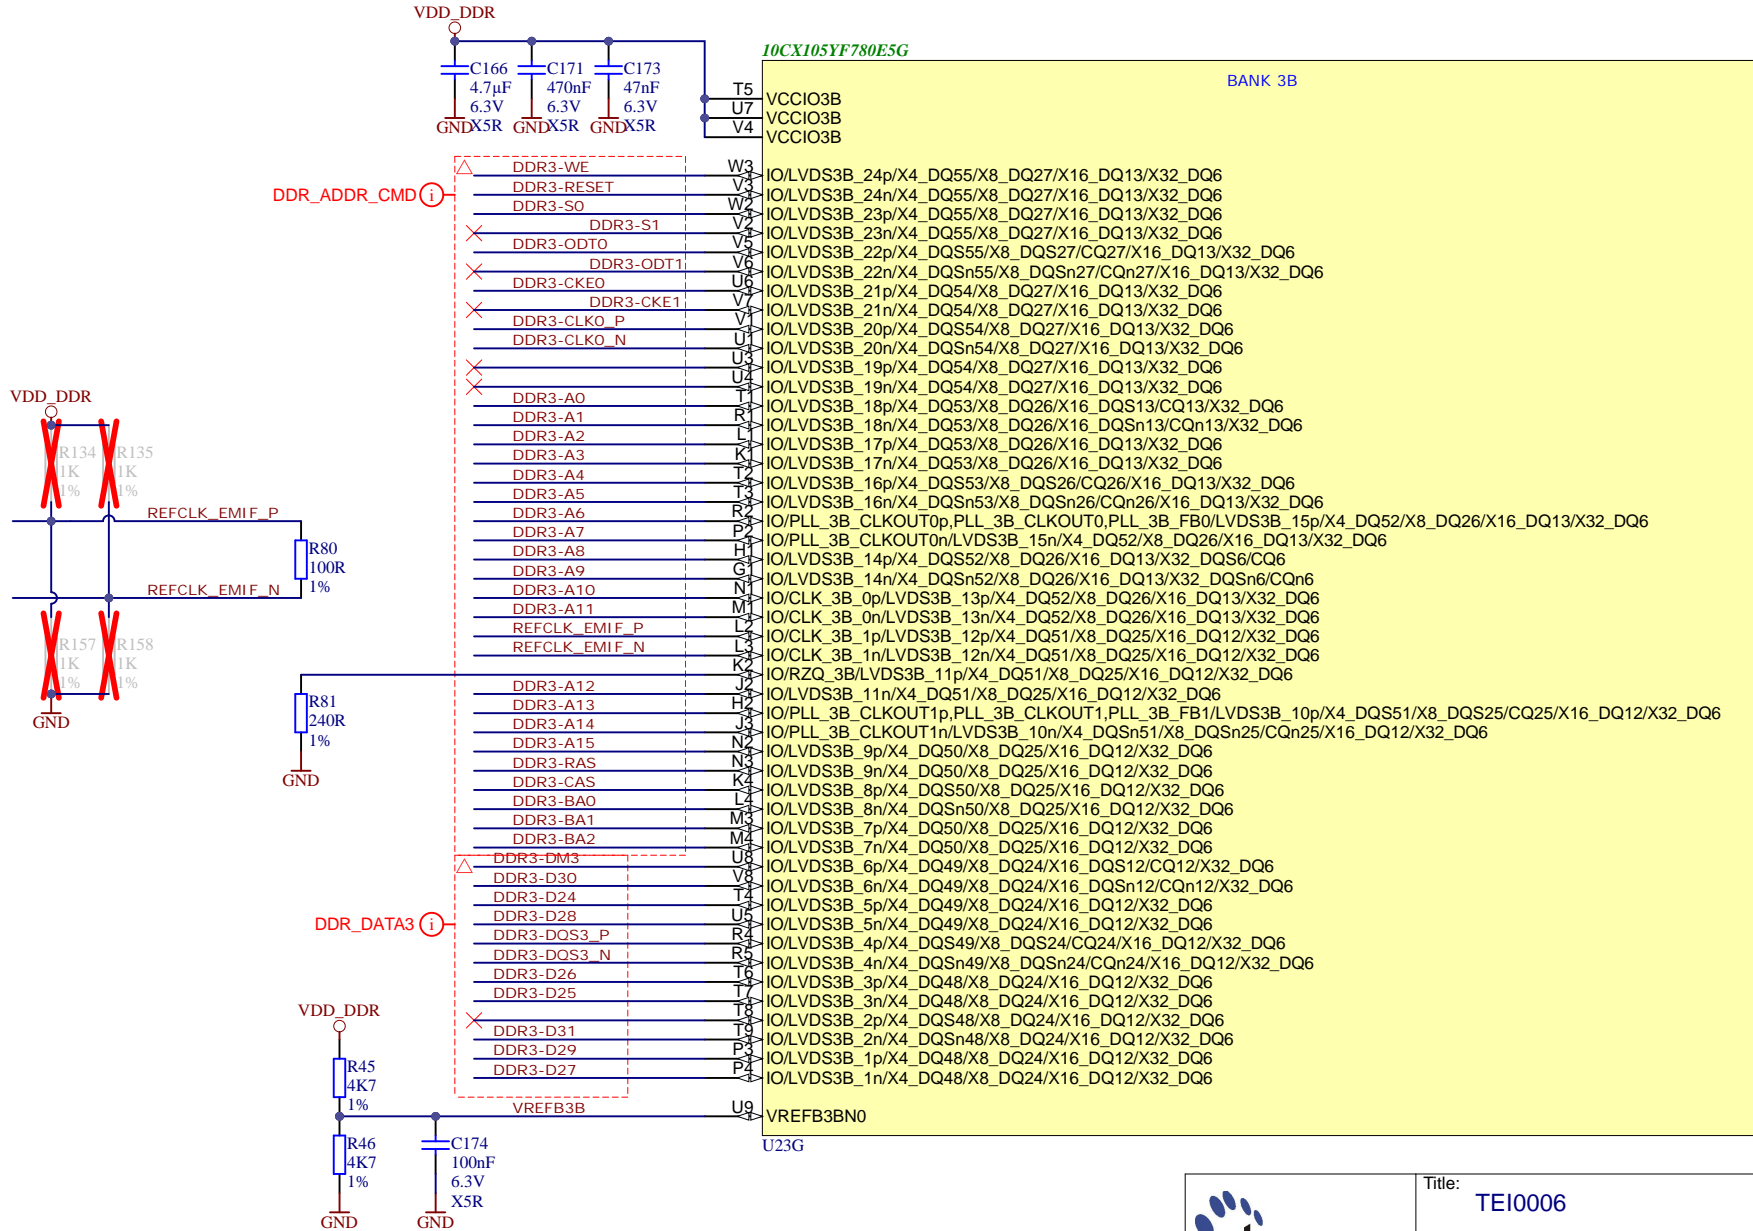 VDD_DDR
C166
4.7µF
6.3V
X5R
GND
C171
470nF
6.3V
X5R
GND
C173
47nF
6.3V
X5R
GND
10CX105YF780E5G
BANK 3B
T5 VCCIO3B
U7 VCCIO3B
V4 VCCIO3B
DDR_ADDR_CMD i
DDR3-WE W3 IO/LVDS3B_24p/X4_DQ55/X8_DQ27/X16_DQ13/X32_DQ6
DDR3-RESET V3 IO/LVDS3B_24n/X4_DQ55/X8_DQ27/X16_DQ13/X32_DQ6
DDR3-S0 W2 IO/LVDS3B_23p/X4_DQ55/X8_DQ27/X16_DQ13/X32_DQ6
DDR3-S1 V2 IO/LVDS3B_23n/X4_DQ55/X8_DQ27/X16_DQ13/X32_DQ6
DDR3-ODT0 V5 IO/LVDS3B_22p/X4_DQS55/X8_DQS27/CQ27/X16_DQ13/X32_DQ6
DDR3-ODT1 V6 IO/LVDS3B_22n/X4_DQSn55/X8_DQSn27/CQn27/X16_DQ13/X32_DQ6
DDR3-CKE0 U6 IO/LVDS3B_21p/X4_DQ54/X8_DQ27/X16_DQ13/X32_DQ6
DDR3-CKE1 V7 IO/LVDS3B_21n/X4_DQ54/X8_DQ27/X16_DQ13/X32_DQ6
DDR3-CLK0_P V1 IO/LVDS3B_20p/X4_DQS54/X8_DQ27/X16_DQ13/X32_DQ6
DDR3-CLK0_N U1 IO/LVDS3B_20n/X4_DQSn54/X8_DQ27/X16_DQ13/X32_DQ6
U3 IO/LVDS3B_19p/X4_DQ54/X8_DQ27/X16_DQ13/X32_DQ6
U4 IO/LVDS3B_19n/X4_DQ54/X8_DQ27/X16_DQ13/X32_DQ6
DDR3-A0 T1 IO/LVDS3B_18p/X4_DQ53/X8_DQ26/X16_DQS13/CQ13/X32_DQ6
DDR3-A1 R1 IO/LVDS3B_18n/X4_DQ53/X8_DQ26/X16_DQSn13/CQn13/X32_DQ6
DDR3-A2 L1 IO/LVDS3B_17p/X4_DQ53/X8_DQ26/X16_DQ13/X32_DQ6
DDR3-A3 K1 IO/LVDS3B_17n/X4_DQ53/X8_DQ26/X16_DQ13/X32_DQ6
DDR3-A4 T2 IO/LVDS3B_16p/X4_DQS53/X8_DQS26/CQ26/X16_DQ13/X32_DQ6
DDR3-A5 T3 IO/LVDS3B_16n/X4_DQSn53/X8_DQSn26/CQn26/X16_DQ13/X32_DQ6
DDR3-A6 R2 IO/PLL_3B_CLKOUT0p,PLL_3B_CLKOUT0,PLL_3B_FB0/LVDS3B_15p/X4_DQ52/X8_DQ26/X16_DQ13/X32_DQ6
DDR3-A7 P2 IO/PLL_3B_CLKOUT0n/LVDS3B_15n/X4_DQ52/X8_DQ26/X16_DQ13/X32_DQ6
DDR3-A8 H1 IO/LVDS3B_14p/X4_DQS52/X8_DQ26/X16_DQ13/X32_DQS6/CQ6
DDR3-A9 G1 IO/LVDS3B_14n/X4_DQSn52/X8_DQ26/X16_DQ13/X32_DQSn6/CQn6
DDR3-A10 N1 IO/CLK_3B_0p/LVDS3B_13p/X4_DQ52/X8_DQ26/X16_DQ13/X32_DQ6
DDR3-A11 M1 IO/CLK_3B_0n/LVDS3B_13n/X4_DQ52/X8_DQ26/X16_DQ13/X32_DQ6
REFCLK_EMIF_P L2 IO/CLK_3B_1p/LVDS3B_12p/X4_DQ51/X8_DQ25/X16_DQ12/X32_DQ6
REFCLK_EMIF_N L3 IO/CLK_3B_1n/LVDS3B_12n/X4_DQ51/X8_DQ25/X16_DQ12/X32_DQ6
K2 IO/RZQ_3B/LVDS3B_11p/X4_DQ51/X8_DQ25/X16_DQ12/X32_DQ6
DDR3-A12 J2 IO/LVDS3B_11n/X4_DQ51/X8_DQ25/X16_DQ12/X32_DQ6
DDR3-A13 H2 IO/PLL_3B_CLKOUT1p,PLL_3B_CLKOUT1,PLL_3B_FB1/LVDS3B_10p/X4_DQS51/X8_DQS25/CQ25/X16_DQ12/X32_DQ6
DDR3-A14 J3 IO/PLL_3B_CLKOUT1n/LVDS3B_10n/X4_DQSn51/X8_DQSn25/CQn25/X16_DQ12/X32_DQ6
DDR3-A15 N2 IO/LVDS3B_9p/X4_DQ50/X8_DQ25/X16_DQ12/X32_DQ6
DDR3-RAS N3 IO/LVDS3B_9n/X4_DQ50/X8_DQ25/X16_DQ12/X32_DQ6
DDR3-CAS K4 IO/LVDS3B_8p/X4_DQS50/X8_DQ25/X16_DQ12/X32_DQ6
DDR3-BA0 L4 IO/LVDS3B_8n/X4_DQSn50/X8_DQ25/X16_DQ12/X32_DQ6
DDR3-BA1 M3 IO/LVDS3B_7p/X4_DQ50/X8_DQ25/X16_DQ12/X32_DQ6
DDR3-BA2 M4 IO/LVDS3B_7n/X4_DQ50/X8_DQ25/X16_DQ12/X32_DQ6
DDR3-DM3 U8 IO/LVDS3B_6p/X4_DQ49/X8_DQ24/X16_DQS12/CQ12/X32_DQ6
DDR3-D30 V8 IO/LVDS3B_6n/X4_DQ49/X8_DQ24/X16_DQSn12/CQn12/X32_DQ6
DDR3-D24 T4 IO/LVDS3B_5p/X4_DQ49/X8_DQ24/X16_DQ12/X32_DQ6
DDR_DATA3 i
DDR3-D28 U5 IO/LVDS3B_5n/X4_DQ49/X8_DQ24/X16_DQ12/X32_DQ6
DDR3-DQS3_P R4 IO/LVDS3B_4p/X4_DQS49/X8_DQS24/CQ24/X16_DQ12/X32_DQ6
DDR3-DQS3_N R5 IO/LVDS3B_4n/X4_DQSn49/X8_DQSn24/CQn24/X16_DQ12/X32_DQ6
DDR3-D26 T6 IO/LVDS3B_3p/X4_DQ48/X8_DQ24/X16_DQ12/X32_DQ6
DDR3-D25 T7 IO/LVDS3B_3n/X4_DQ48/X8_DQ24/X16_DQ12/X32_DQ6
T8 IO/LVDS3B_2p/X4_DQS48/X8_DQ24/X16_DQ12/X32_DQ6
DDR3-D31 T9 IO/LVDS3B_2n/X4_DQSn48/X8_DQ24/X16_DQ12/X32_DQ6
DDR3-D29 P3 IO/LVDS3B_1p/X4_DQ48/X8_DQ24/X16_DQ12/X32_DQ6
DDR3-D27 P4 IO/LVDS3B_1n/X4_DQ48/X8_DQ24/X16_DQ12/X32_DQ6
VREFB3B U9 VREFB3BN0
U23G
VDD_DDR
R134
1K
1%
R135
1K
1%
REFCLK_EMIF_P
R80
100R
1%
REFCLK_EMIF_N
R157
1K
1%
R158
1K
1%
GND
R81
240R
1%
GND
VDD_DDR
R45
4K7
1%
R46
4K7
1%
GND
C174
100nF
6.3V
X5R
GND
Title:
TEI0006